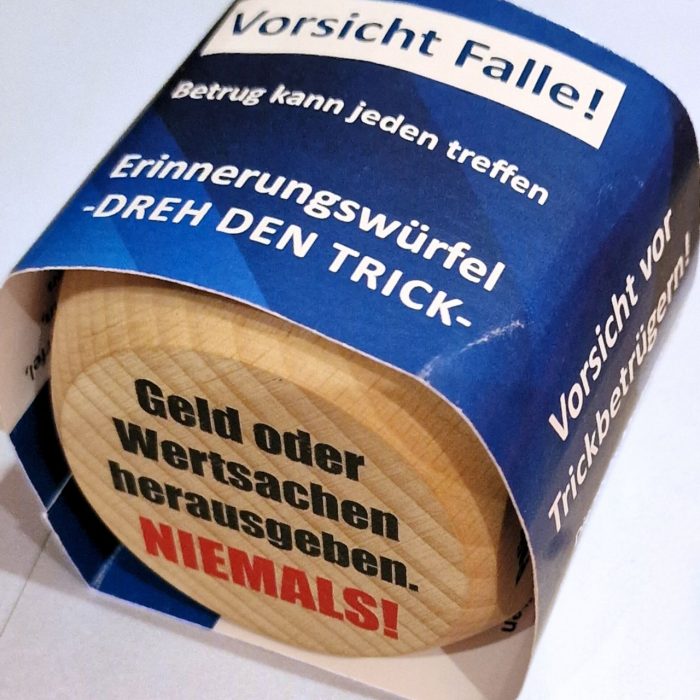 Vorsicht Falle!
Betrug kann jeden treffen
Erinnerungswürfel
-DREH DEN TRICK-
Vorsicht vor
Trickbetrügern!
Geld oder
Wertsachen
herausgeben.
NIEMALS!